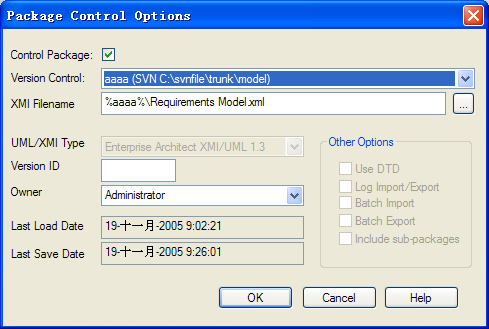 Package Control Options
Control Package:
Version Control: aaaa (SVN C:\svnfile\trunk\model)
XMI Filename %aaaa%\Requirements Model.xml ...
UML/XMI Type Enterprise Architect XMI/UML 1.3
Version ID
Owner Administrator
Last Load Date 19-十一月-2005 9:02:21
Last Save Date 19-十一月-2005 9:26:01
Other Options
Use DTD
Log Import/Export
Batch Import
Batch Export
Include sub-packages
OK Cancel Help